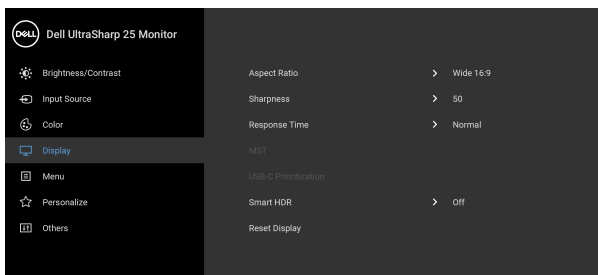 DELL Dell UltraSharp 25 Monitor
Brightness/Contrast
Input Source
Color
Display
Menu
Personalize
Others
Aspect Ratio Wide 16:9
Sharpness 50
Response Time Normal
MST
USB-C Prioritization
Smart HDR Off
Reset Display